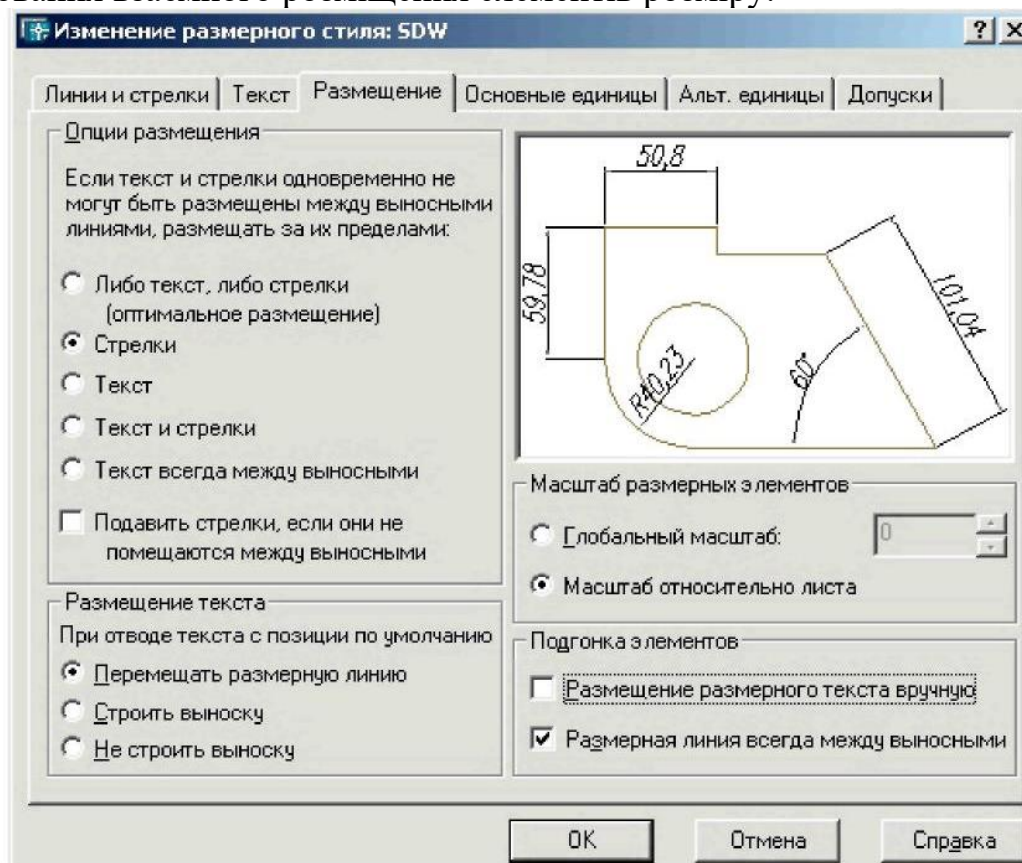 взаємного розміщення елементів розміру.
Изменение размерного стиля: SDW
Линии и стрелки Текст Размещение Основные единицы Альт. единицы Допуски
Опции размещения
Если текст и стрелки одновременно не
могут быть размещены между выносными
линиями, размещать за их пределами:
Либо текст, либо стрелки
(оптимальное размещение)
Стрелки
Текст
Текст и стрелки
Текст всегда между выносными
Подавить стрелки, если они не
помещаются между выносными
Размещение текста
При отводе текста с позиции по умолчанию
Перемещать размерную линию
Строить выноску
Не строить выноску
50,8
59,78
101,04
R40,23
60°
Масштаб размерных элементов
Глобальный масштаб: 0
Масштаб относительно листа
Подгонка элементов
Размещение размерного текста вручную
Размерная линия всегда между выносными
OK Отмена Справка